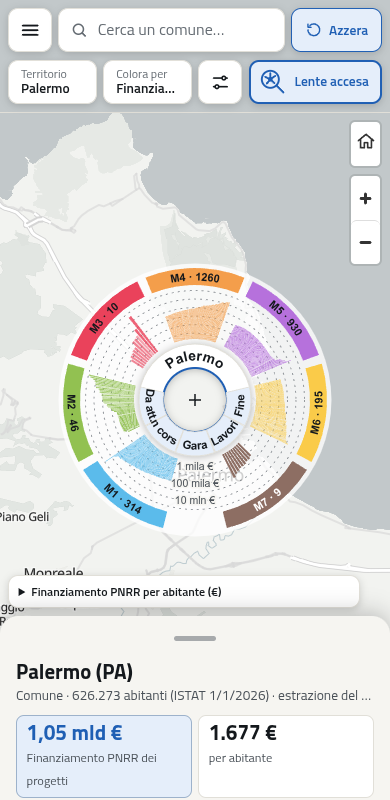 Cerca un comune…
Azzera
Territorio
Palermo
Colora per
Finanzia…
Lente accesa
M4 · 1260
M3 · 10
M5 · 930
M2 · 46
M6 · 195
M1 · 314
M7 · 9
Palermo
Da attn cors Gara Lavori Fine
1 mila €
Palermo
100 mila €
10 mln €
Piano Geli
Monreale
Finanziamento PNRR per abitante (€)
Palermo (PA)
Comune · 626.273 abitanti (ISTAT 1/1/2026) · estrazione del …
1,05 mld €
Finanziamento PNRR dei
progetti
1.677 €
per abitante